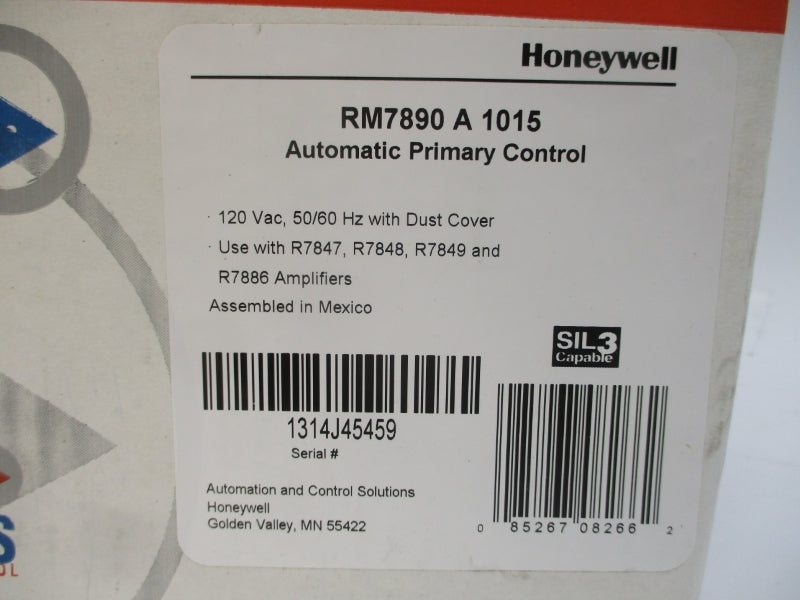 Honeywell
RM7890 A 1015
Automatic Primary Control
· 120 Vac, 50/60 Hz with Dust Cover
· Use with R7847, R7848, R7849 and
R7886 Amplifiers
Assembled in Mexico
SIL3
Capable
1314J45459
Serial #
Automation and Control Solutions
Honeywell
Golden Valley, MN 55422
0 85267 08266 2
S
OL